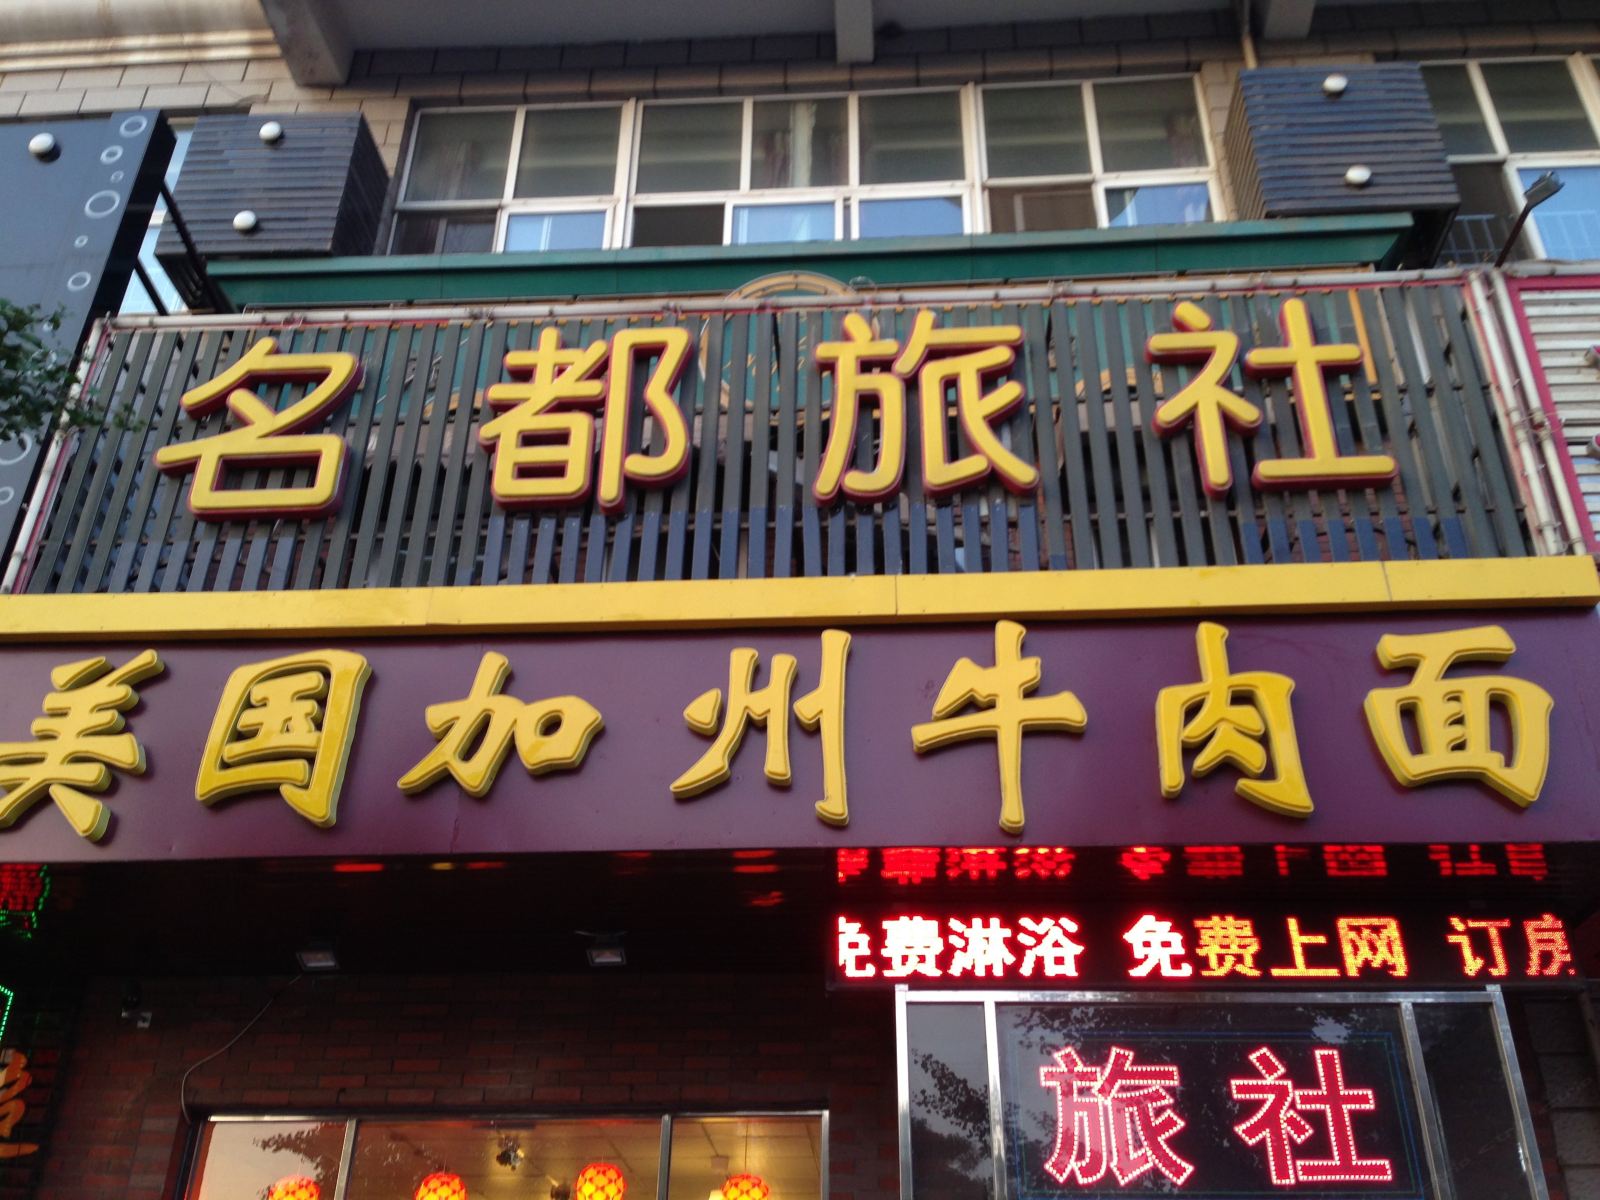 名都旅社
美国加州牛肉面
免费淋浴 免费上网 订房
旅社